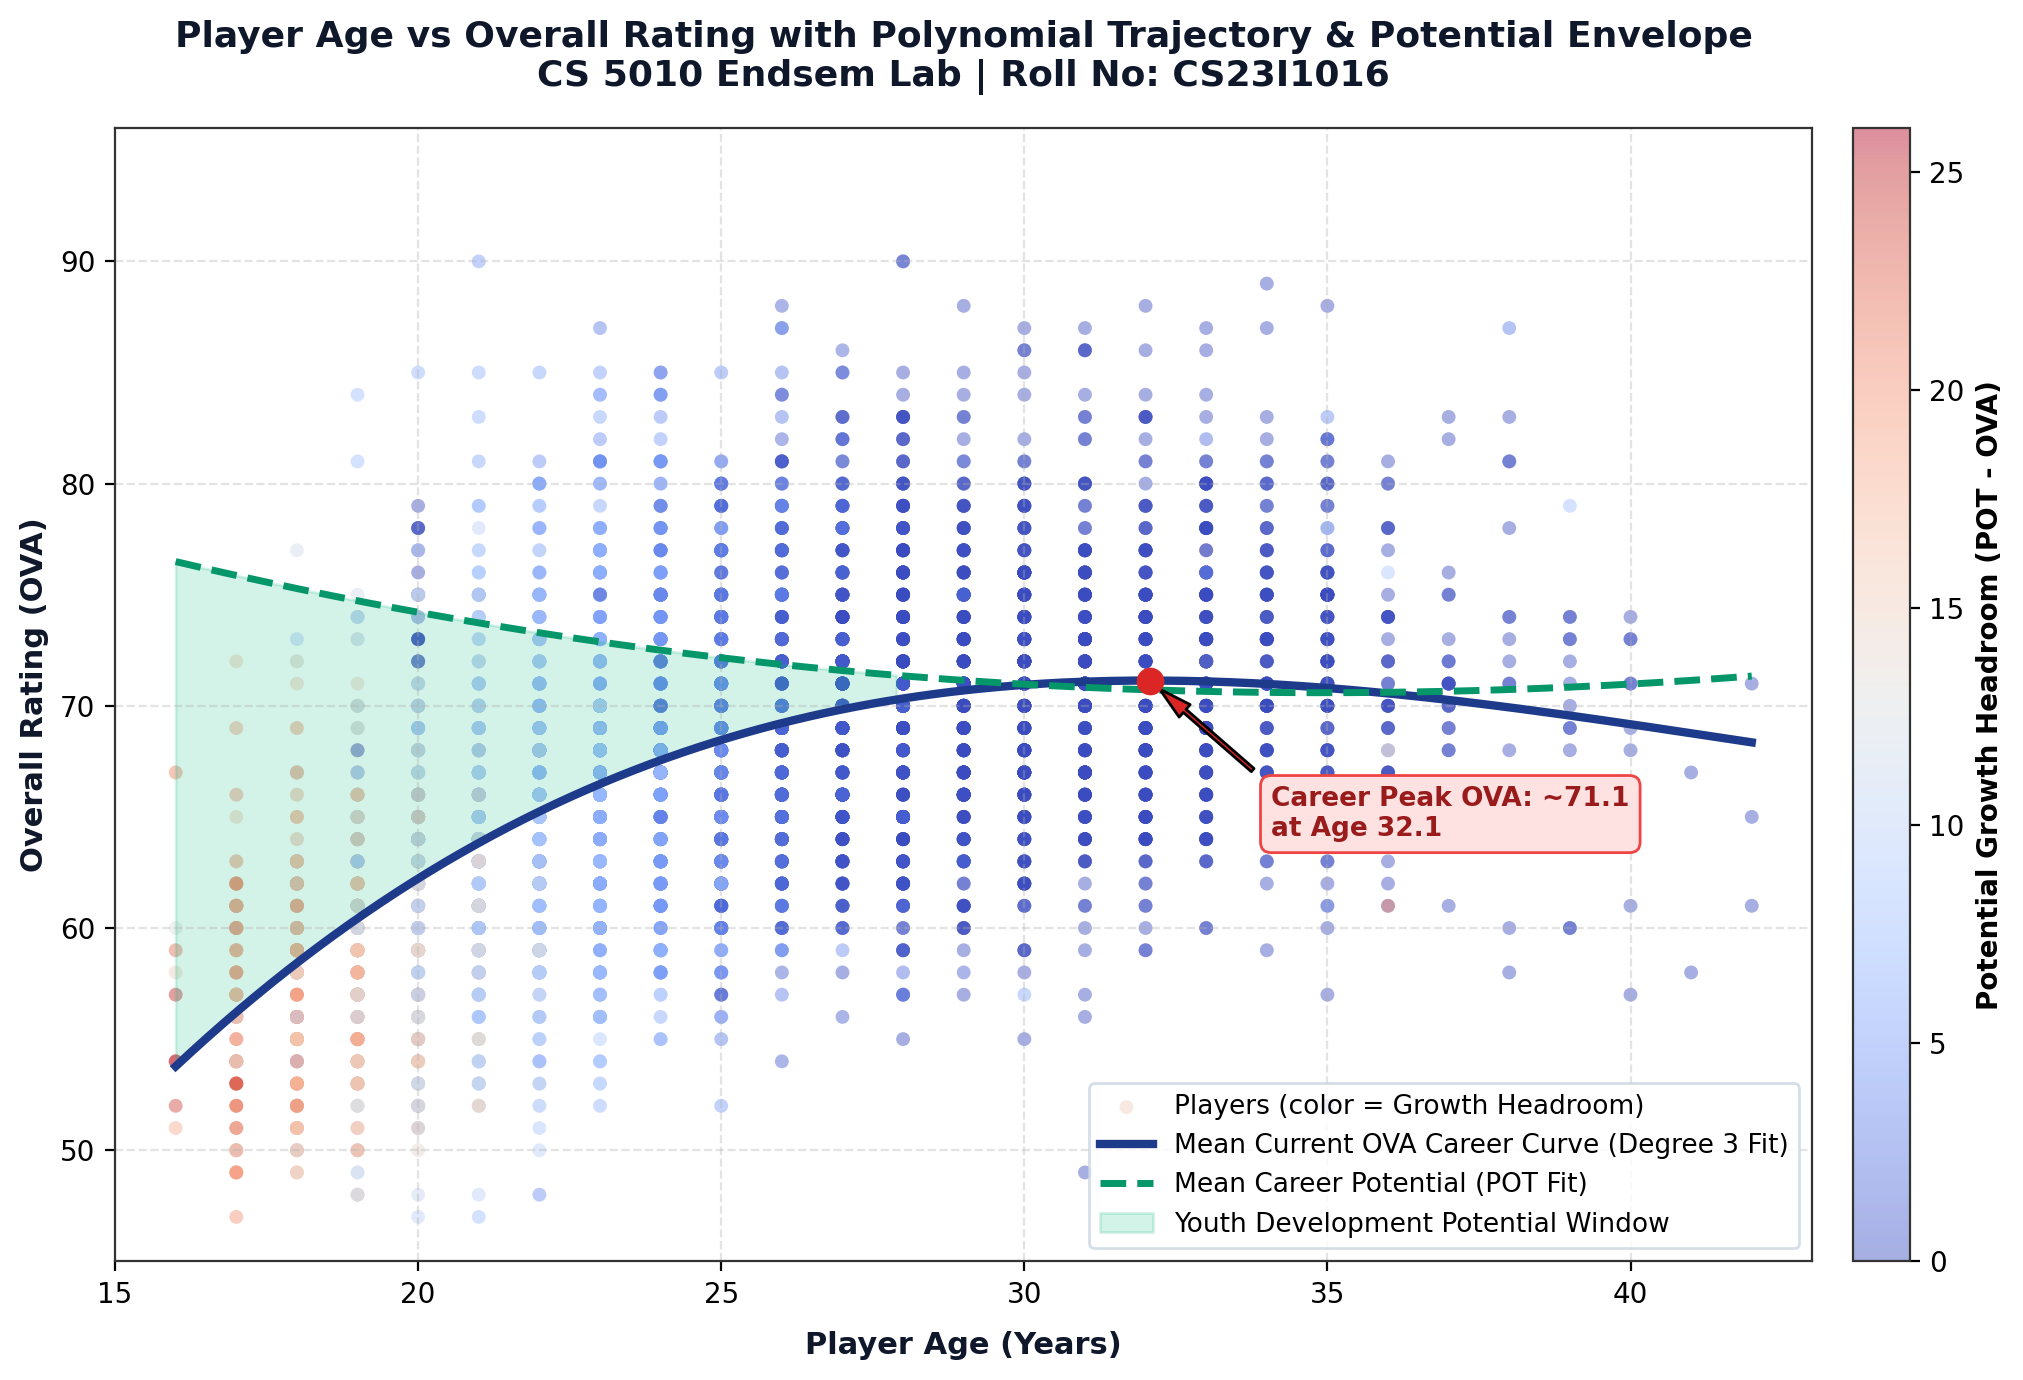 Player Age vs Overall Rating with Polynomial Trajectory & Potential Envelope
CS 5010 Endsem Lab | Roll No: CS23I1016
Overall Rating (OVA)
90
80
70
60
50
15
20
25
30
35
40
Player Age (Years)
Career Peak OVA: ~71.1
at Age 32.1
Players (color = Growth Headroom)
Mean Current OVA Career Curve (Degree 3 Fit)
Mean Career Potential (POT Fit)
Youth Development Potential Window
25
20
15
10
5
0
Potential Growth Headroom (POT - OVA)